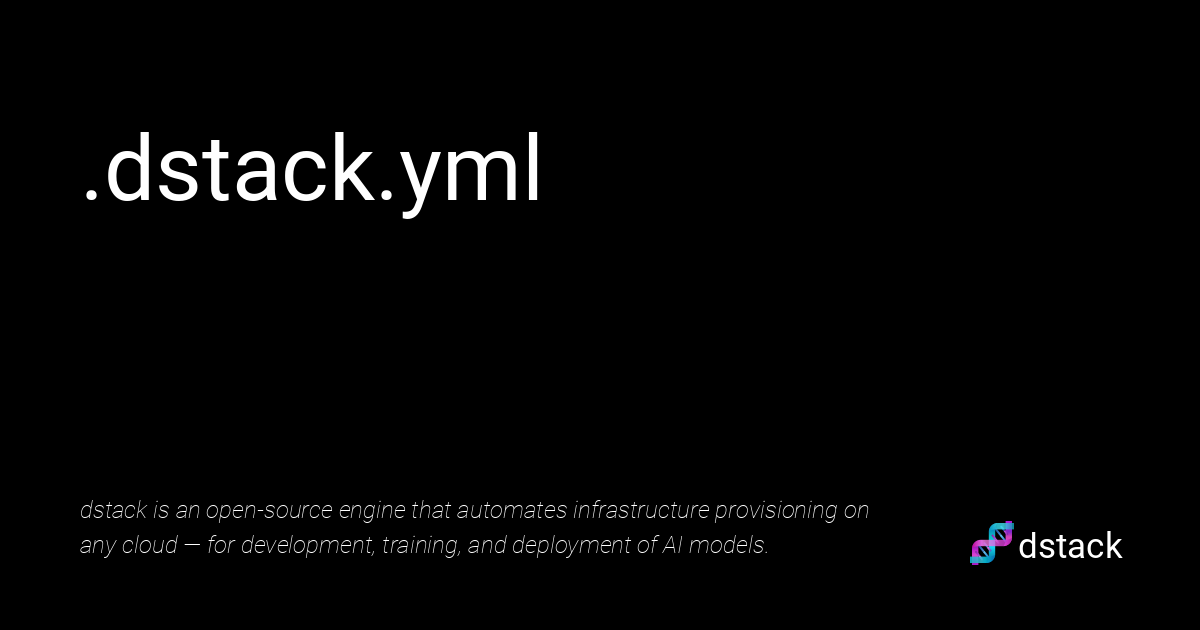 .dstack.yml
dstack is an open-source engine that automates infrastructure provisioning on
any cloud — for development, training, and deployment of AI models.
dstack